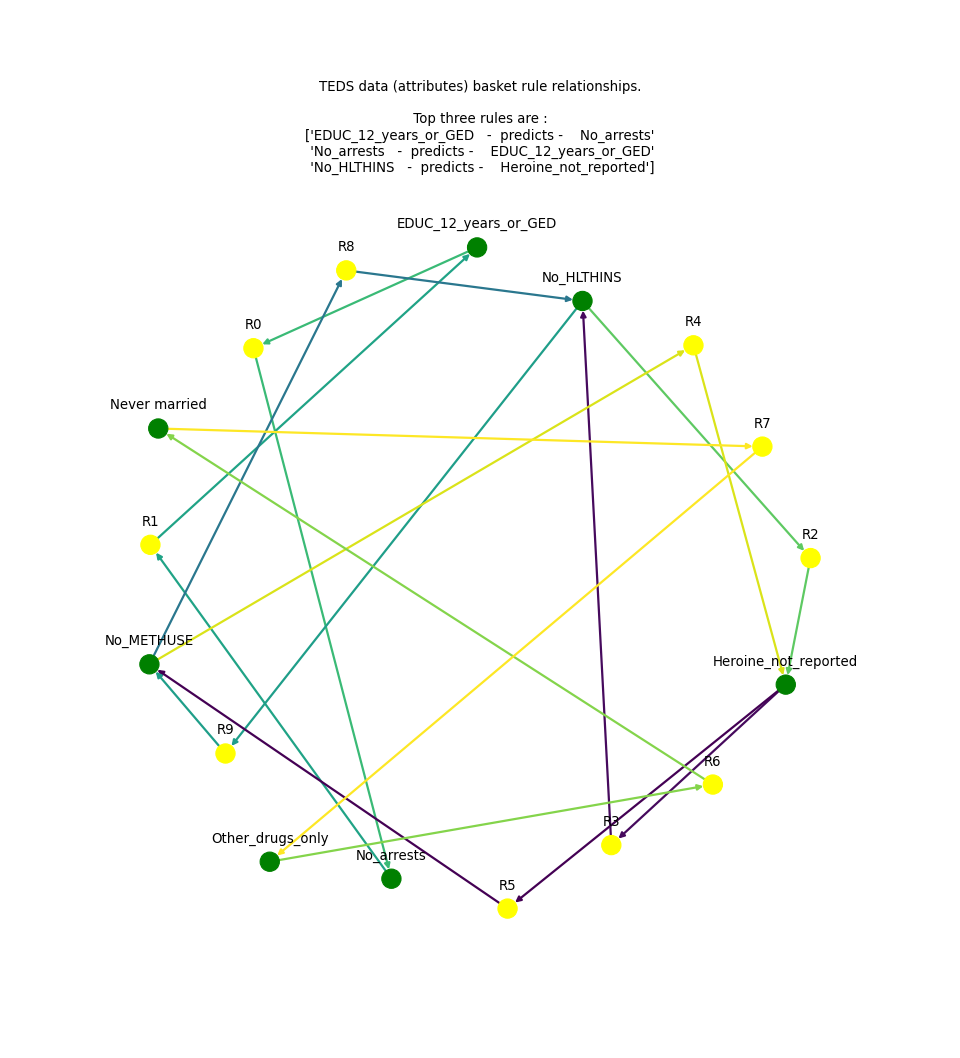 TEDS data (attributes) basket rule relationships.
Top three rules are :
['EDUC_12_years_or_GED - predicts - No_arrests'
'No_arrests - predicts - EDUC_12_years_or_GED'
'No_HLTHINS - predicts - Heroine_not_reported']
EDUC_12_years_or_GED
R8
No_HLTHINS
R0
R4
Never married
R7
R1
R2
No_METHUSE
Heroine_not_reported
R9
R6
R3
Other_drugs_only
No_arrests
R5